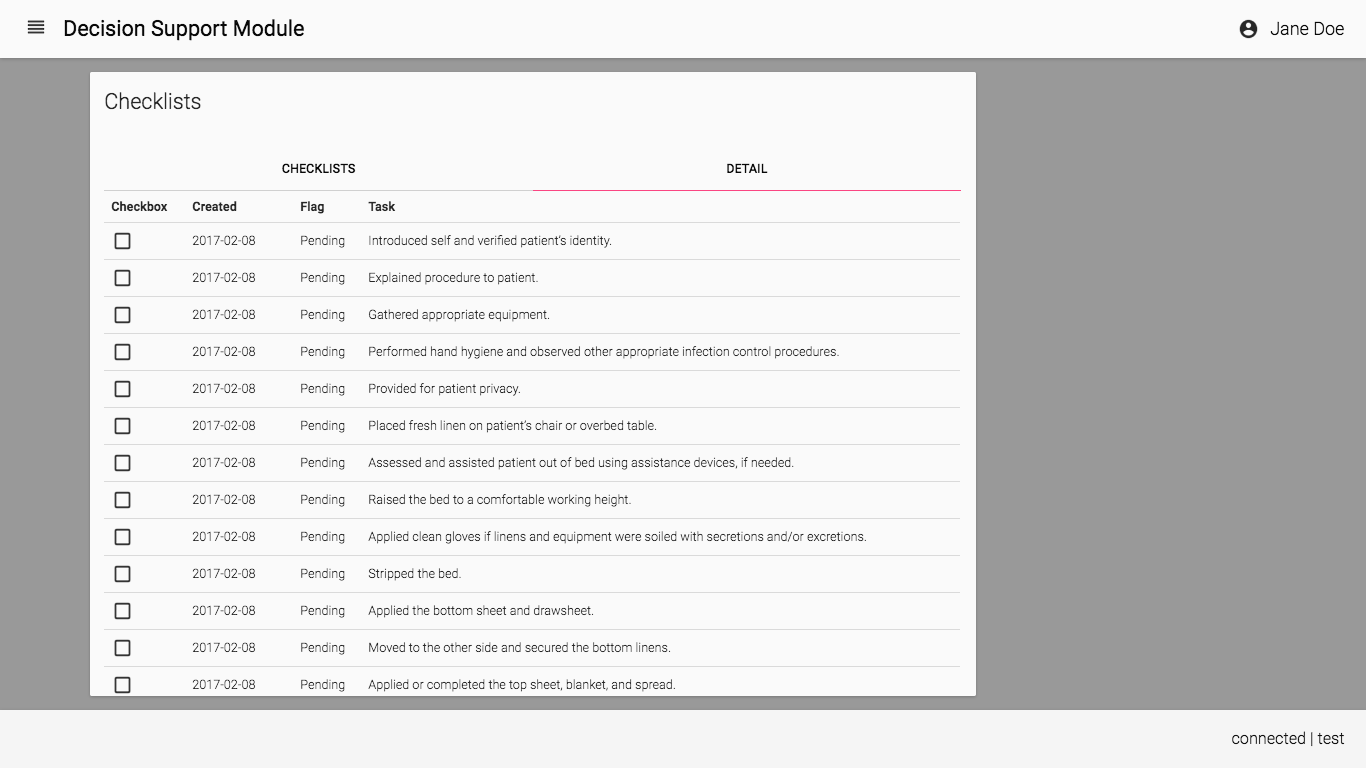 Decision Support Module
Jane Doe
Checklists
CHECKLISTS DETAIL
Checkbox Created Flag Task
2017-02-08 Pending Introduced self and verified patient's identity.
2017-02-08 Pending Explained procedure to patient.
2017-02-08 Pending Gathered appropriate equipment.
2017-02-08 Pending Performed hand hygiene and observed other appropriate infection control procedures.
2017-02-08 Pending Provided for patient privacy.
2017-02-08 Pending Placed fresh linen on patient's chair or overbed table.
2017-02-08 Pending Assessed and assisted patient out of bed using assistance devices, if needed.
2017-02-08 Pending Raised the bed to a comfortable working height.
2017-02-08 Pending Applied clean gloves if linens and equipment were soiled with secretions and/or excretions.
2017-02-08 Pending Stripped the bed.
2017-02-08 Pending Applied the bottom sheet and drawsheet.
2017-02-08 Pending Moved to the other side and secured the bottom linens.
2017-02-08 Pending Applied or completed the top sheet, blanket, and spread.
connected | test